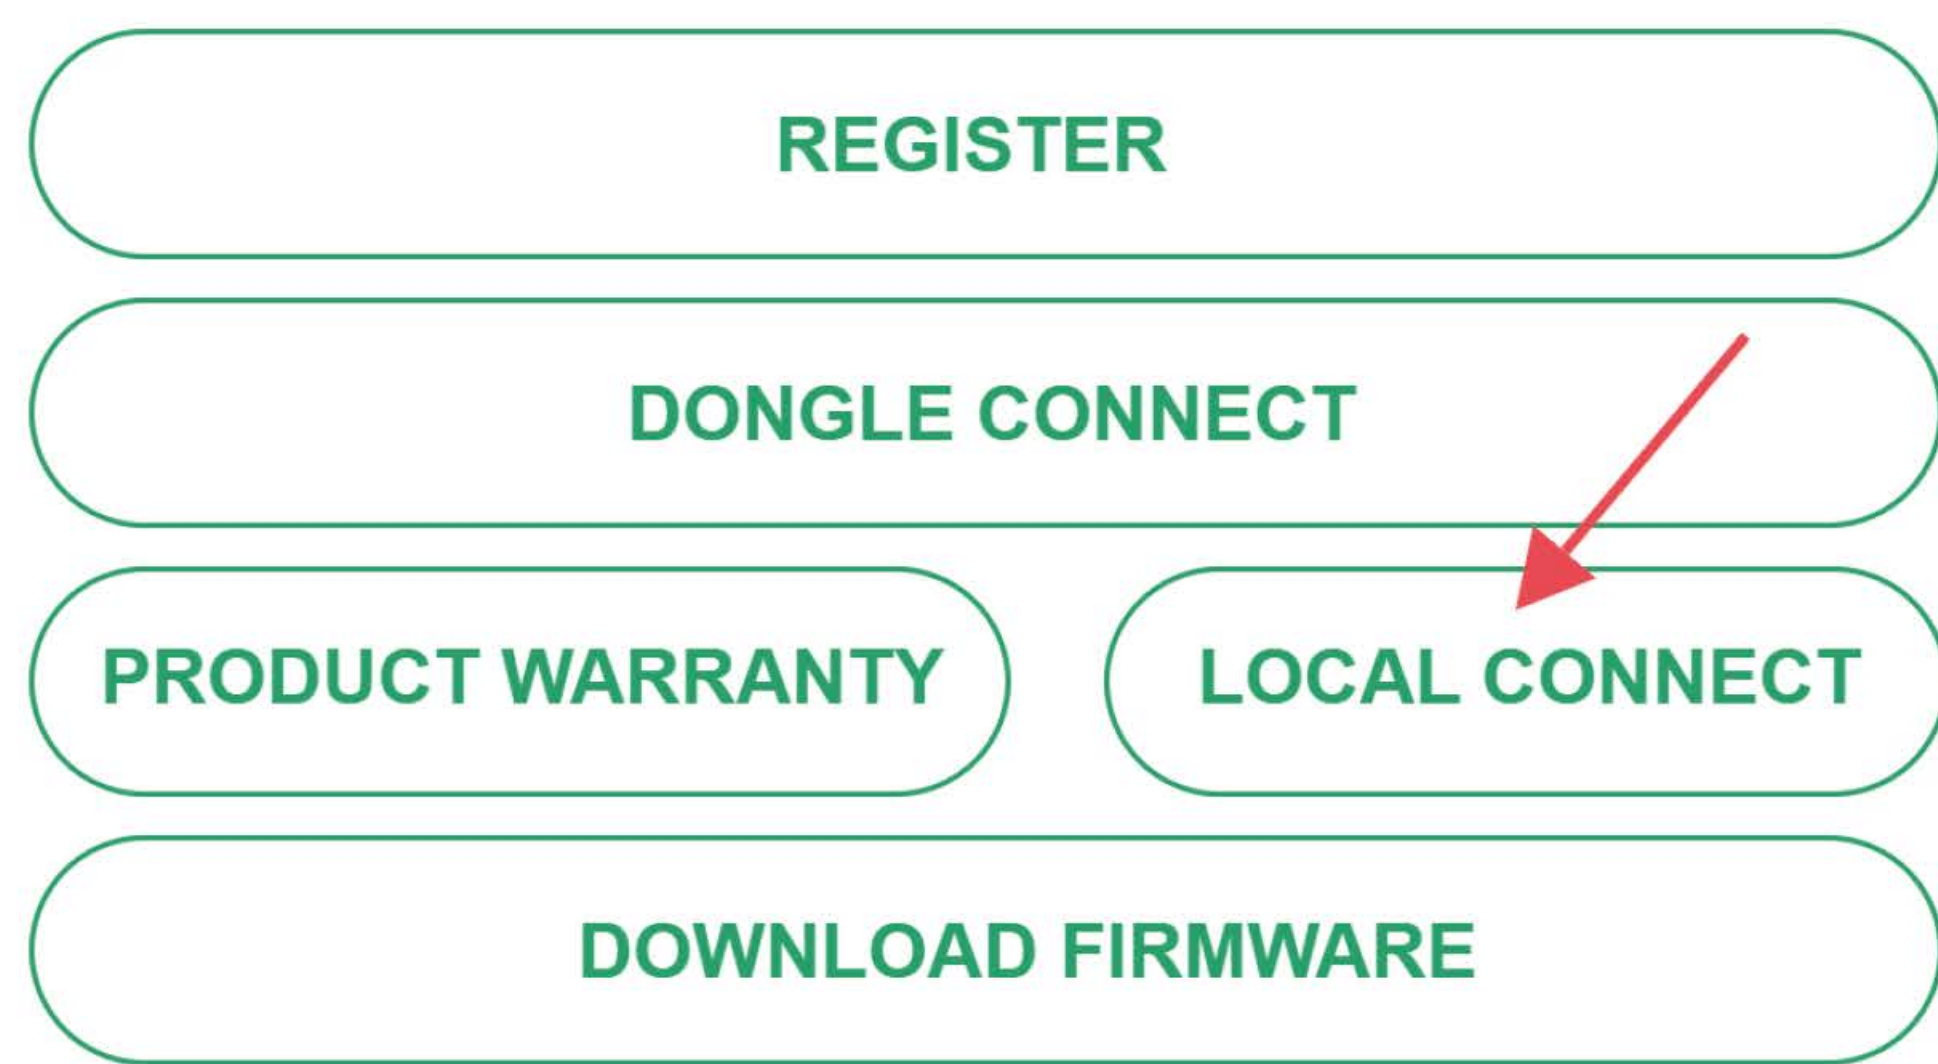 REGISTER
DONGLE CONNECT
PRODUCT WARRANTY
LOCAL CONNECT
DOWNLOAD FIRMWARE